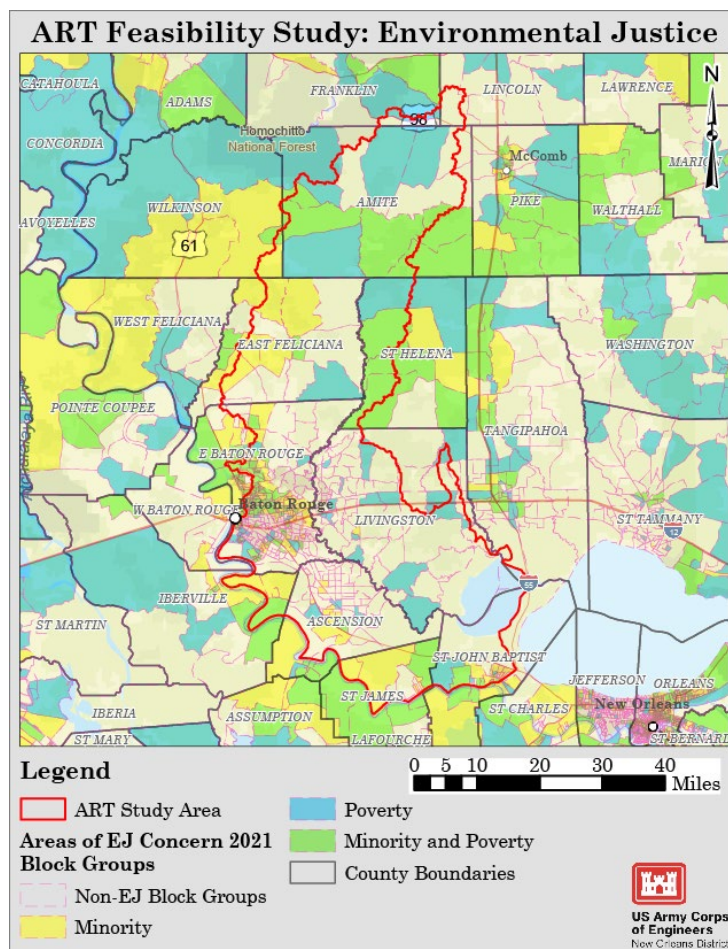 ART Feasibility Study: Environmental Justice
CATAHOULA
ADAMS
FRANKLIN
LINCOLN
LAWRENCE
N
98
CONCORDIA
Homochitto
National Forest
McComb
MARION
AVOYELLES
WILKINSON
AMITE
PIKE
WALTHALL
61
WEST FELICIANA
EAST FELICIANA
ST HELENA
WASHINGTON
POINTE COUPEE
TANGIPAHOA
E BATON ROUGE
W BATON ROUGE
Baton Rouge
LIVINGSTON
ST TAMMANY
12
55
IBERVILLE
ST MARTIN
ASCENSION
ST JOHN BAPTIST
JEFFERSON
ORLEANS
ST JAMES
IBERIA
ASSUMPTION
ST CHARLES
New Orleans
ST MARY
LAFOURCHE
ST BERNARD
Legend
0 5 10 20 30 40
Miles
ART Study Area
Areas of EJ Concern 2021
Block Groups
Non-EJ Block Groups
Minority
Poverty
Minority and Poverty
County Boundaries
US Army Corps
of Engineers
New Orleans District